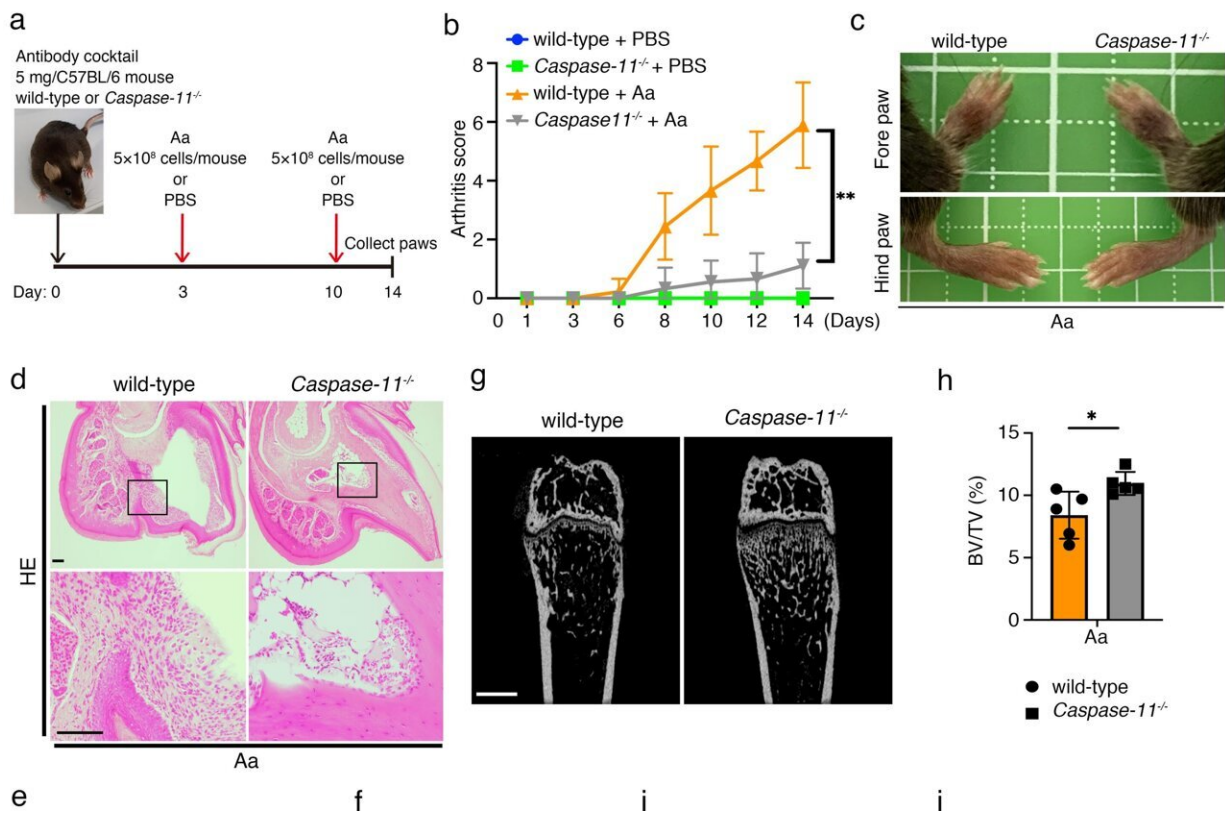 a
Antibody cocktail
5 mg/C57BL/6 mouse
wild-type or Caspase-11-/-
Aa
5×10⁸ cells/mouse
or
PBS
Aa
5×10⁸ cells/mouse
or
PBS
Collect paws
Day: 0
3
10
14
b
wild-type + PBS
Caspase-11-/- + PBS
wild-type + Aa
Caspase11-/- + Aa
Arthritis score
8
6
4
2
0
**
0 1 3 6 8 10 12 14 (Days)
c
wild-type
Caspase-11-/-
Fore paw
Hind paw
Aa
d
wild-type
Caspase-11-/-
HE
Aa
g
wild-type
Caspase-11-/-
h
*
BV/TV (%)
15
10
5
0
Aa
wild-type
Caspase-11-/-
e
f